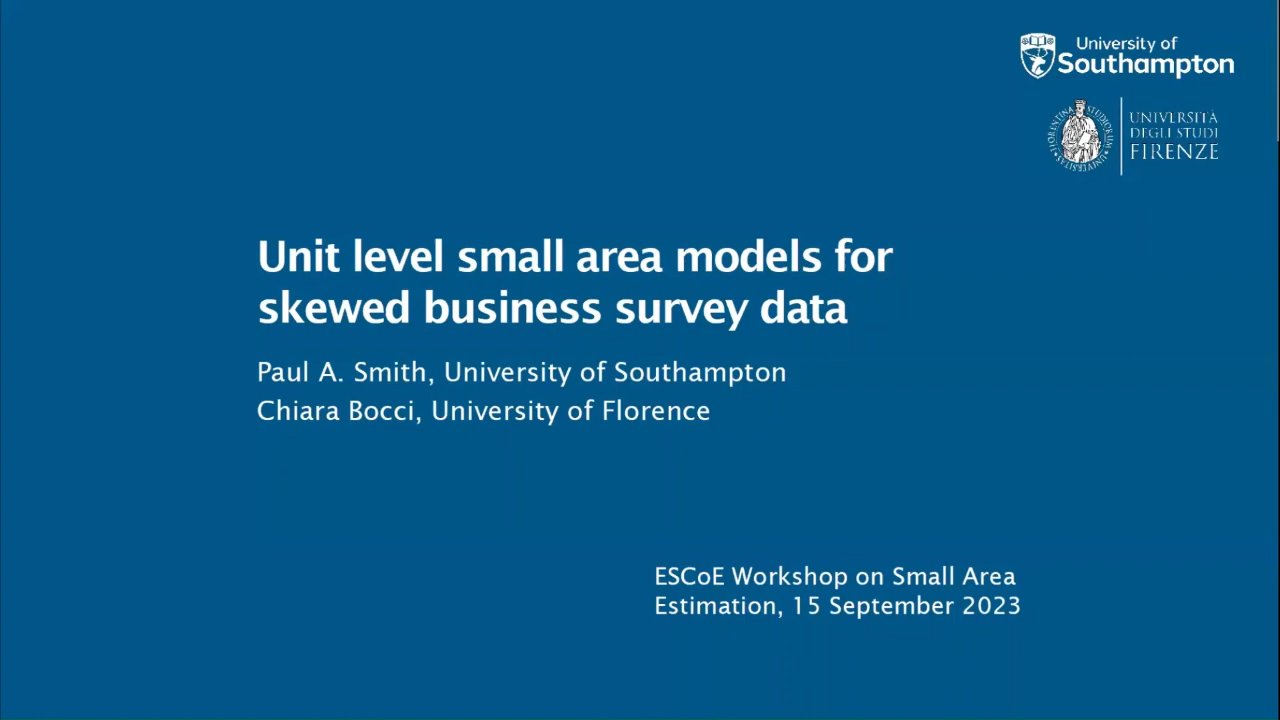 University of
Southampton
UNIVERSITÀ
DEGLI STUDI
FIRENZE
Unit level small area models for
skewed business survey data
Paul A. Smith, University of Southampton
Chiara Bocci, University of Florence
ESCoE Workshop on Small Area
Estimation, 15 September 2023